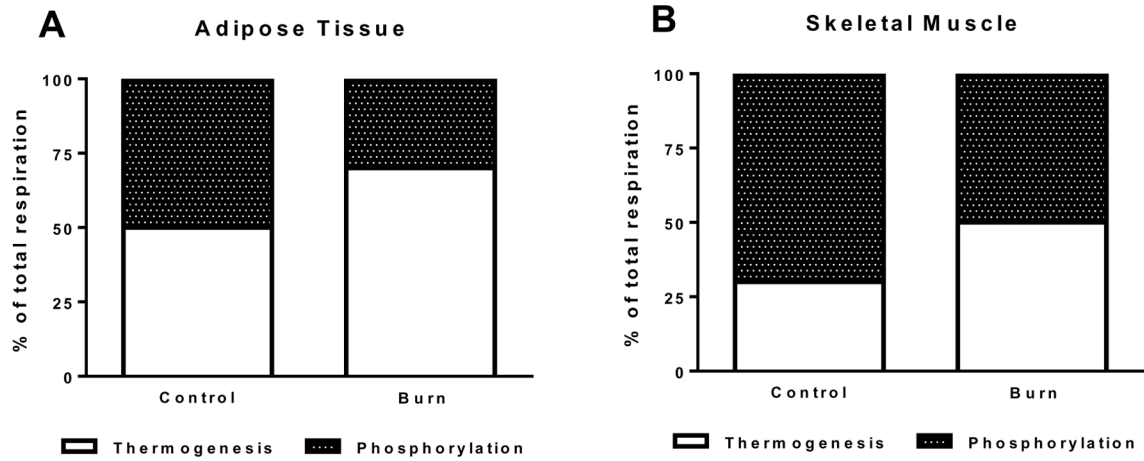 A
Adipose Tissue
% of total respiration
100
75
50
25
0
Control Burn
Thermogenesis Phosphorylation
B
Skeletal Muscle
% of total respiration
100
75
50
25
0
Control Burn
Thermogenesis Phosphorylation